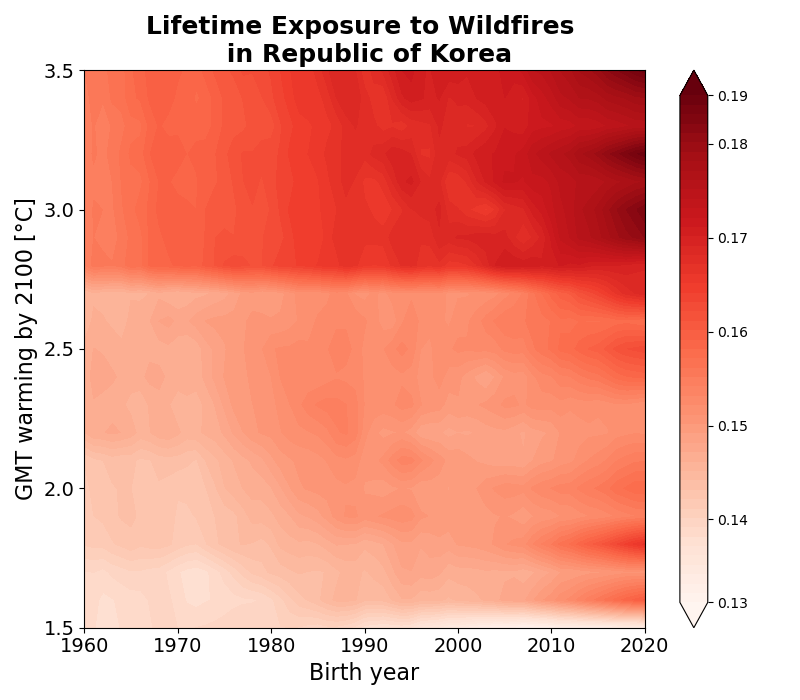 Lifetime Exposure to Wildfires
in Republic of Korea
GMT warming by 2100 [°C]
3.5
3.0
2.5
2.0
1.5
1960 1970 1980 1990 2000 2010 2020
Birth year
0.19
0.18
0.17
0.16
0.15
0.14
0.13